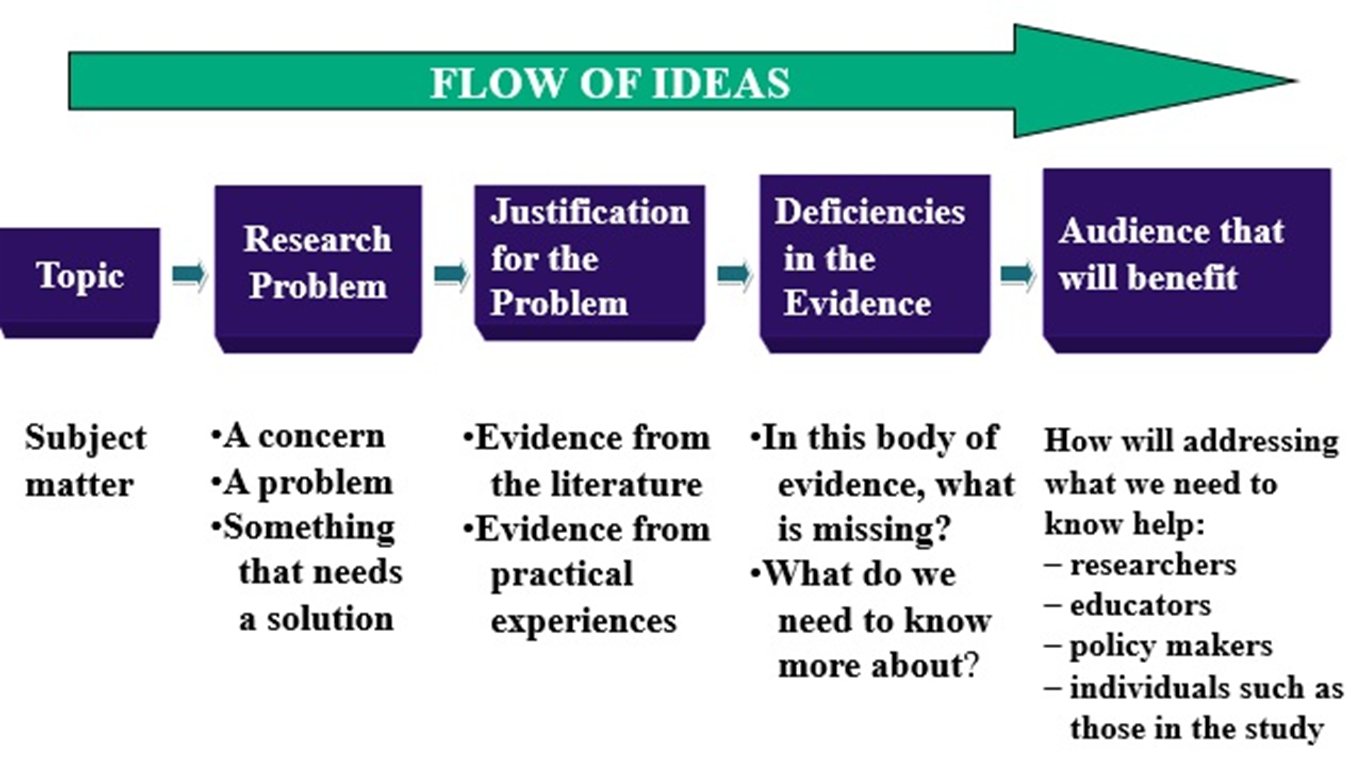 FLOW OF IDEAS
Topic
Research
Problem
Justification
for the
Problem
Deficiencies
in the
Evidence
Audience that
will benefit
Subject
matter
•A concern
•A problem
•Something
that needs
a solution
•Evidence from
the literature
•Evidence from
practical
experiences
•In this body of
evidence, what
is missing?
•What do we
need to know
more about?
How will addressing
what we need to
know help:
– researchers
– educators
– policy makers
– individuals such as
those in the study